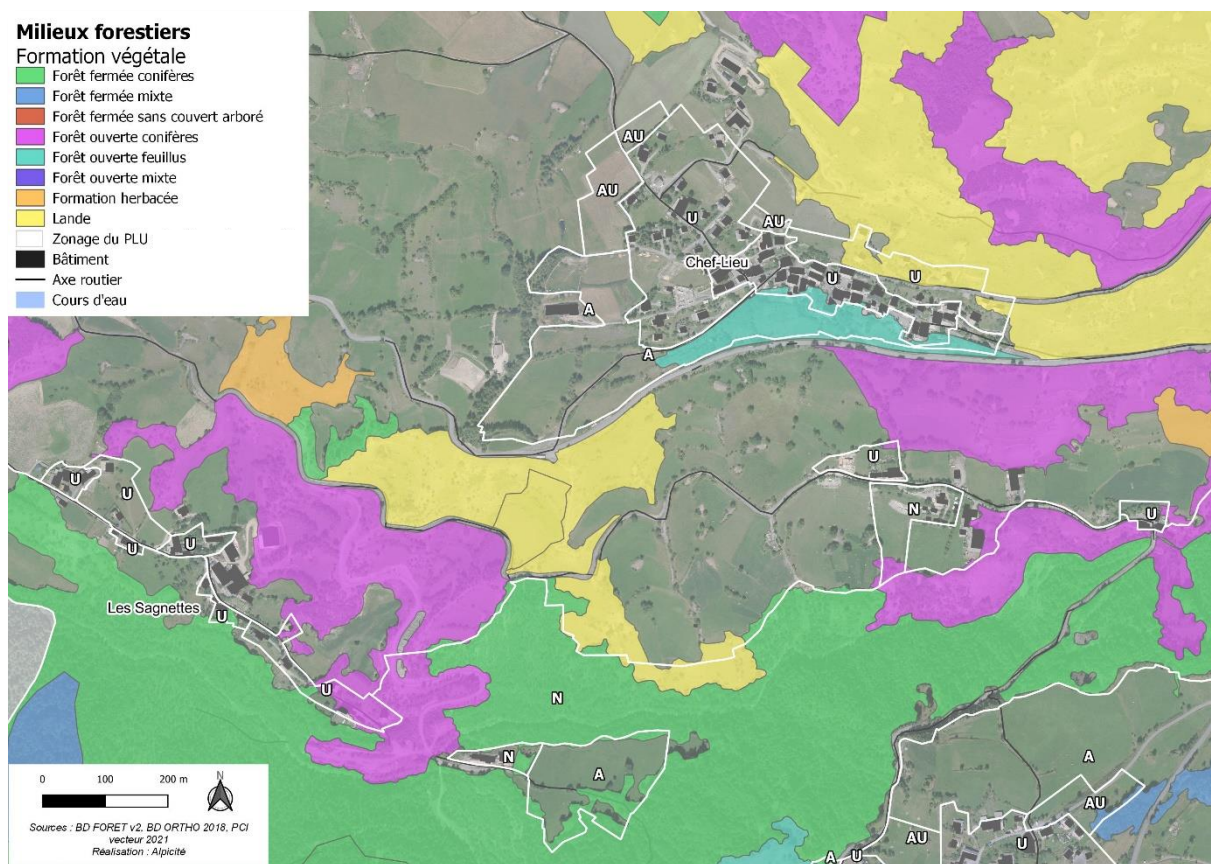 Milieux forestiers
Formation végétale
Forêt fermée conifères
Forêt fermée mixte
Forêt fermée sans couvert arboré
Forêt ouverte conifères
Forêt ouverte feuillus
Forêt ouverte mixte
Formation herbacée
Lande
Zonage du PLU
Bâtiment
Axe routier
Cours d'eau
AU
AU
U
AU
Chef-Lieu
U
U
A
A
U
U
U
N
U
U
U
Les Sagnettes
U
U
N
N
A
A
AU
AU
U
A
U
0 100 200 m
N
Sources : BD FORET v2, BD ORTHO 2018, PCI
vecteur 2021
Réalisation : Alpicité